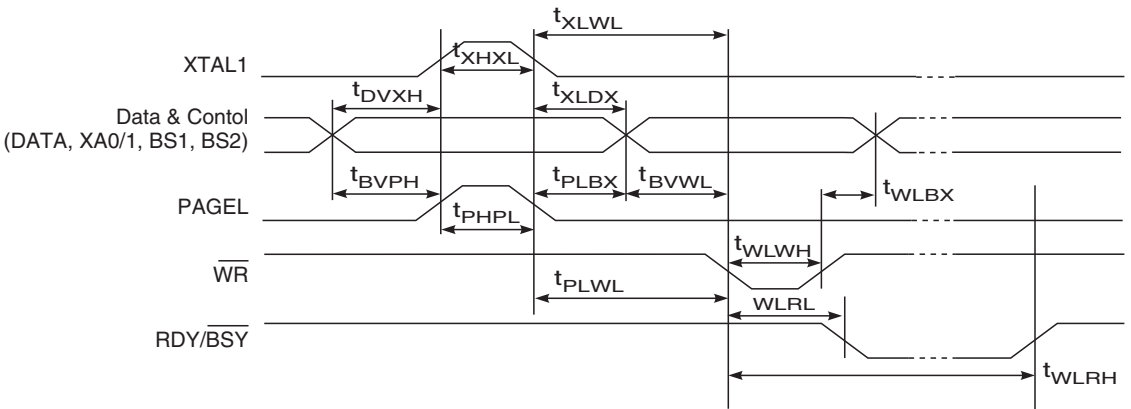 tXLWL
XTAL1
tXHXL
tDVXH
tXLDX
Data & Contol
(DATA, XA0/1, BS1, BS2)
tBVPH
tPLBX
tBVWL
tWLBX
PAGEL
tPHPL
WR
tWLWH
tPLWL
WLRL
RDY/BSY
tWLRH